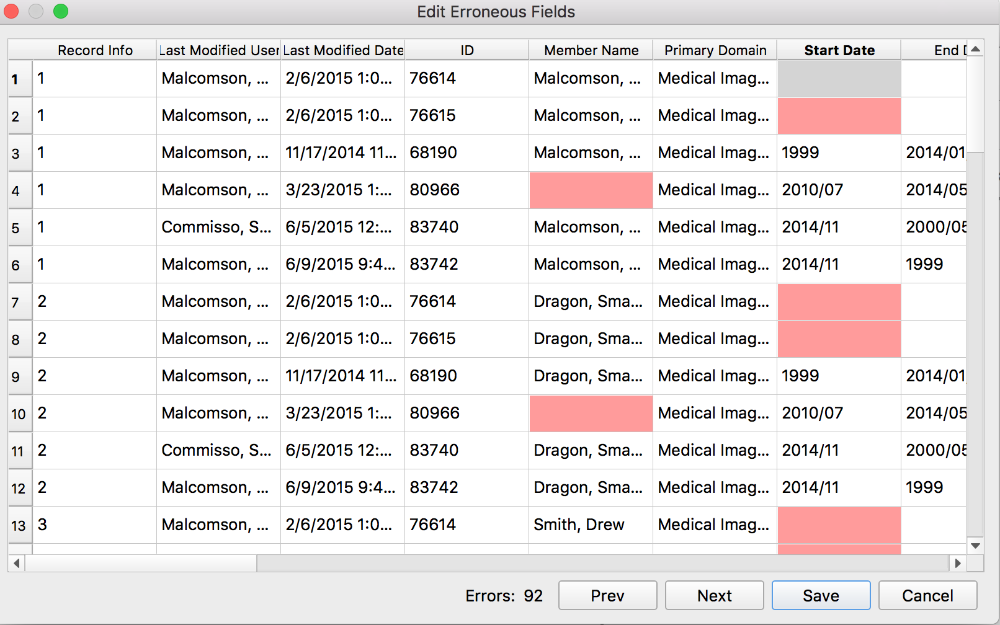 Edit Erroneous Fields
Record Info Last Modified User Last Modified Date ID Member Name Primary Domain Start Date End D
1 1 Malcomson, ... 2/6/2015 1:0... 76614 Malcomson, ... Medical Imag...
2 1 Malcomson, ... 2/6/2015 1:0... 76615 Malcomson, ... Medical Imag...
3 1 Malcomson, ... 11/17/2014 11... 68190 Malcomson, ... Medical Imag... 1999 2014/01
4 1 Malcomson, ... 3/23/2015 1:... 80966 Medical Imag... 2010/07 2014/05
5 1 Commisso, S... 6/5/2015 12:... 83740 Malcomson, ... Medical Imag... 2014/11 2000/05
6 1 Malcomson, ... 6/9/2015 9:4... 83742 Malcomson, ... Medical Imag... 2014/11 1999
7 2 Malcomson, ... 2/6/2015 1:0... 76614 Dragon, Sma... Medical Imag...
8 2 Malcomson, ... 2/6/2015 1:0... 76615 Dragon, Sma... Medical Imag...
9 2 Malcomson, ... 11/17/2014 11... 68190 Dragon, Sma... Medical Imag... 1999 2014/01
10 2 Malcomson, ... 3/23/2015 1:... 80966 Medical Imag... 2010/07 2014/05
11 2 Commisso, S... 6/5/2015 12:... 83740 Dragon, Sma... Medical Imag... 2014/11 2000/05
12 2 Malcomson, ... 6/9/2015 9:4... 83742 Dragon, Sma... Medical Imag... 2014/11 1999
13 3 Malcomson, ... 2/6/2015 1:0... 76614 Smith, Drew Medical Imag...
Errors: 92 Prev Next Save Cancel